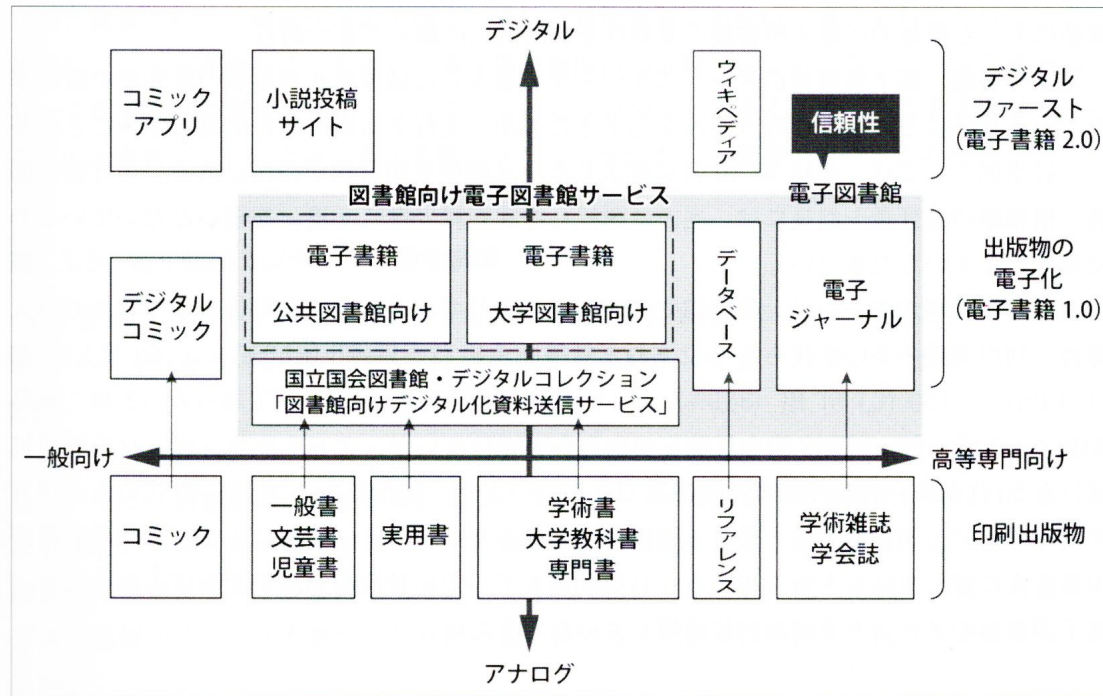 デジタル
コミック
アプリ
小説投稿
サイト
ウィキペディア
信頼性
デジタル
ファースト
(電子書籍 2.0)
図書館向け電子図書館サービス
電子図書館
デジタル
コミック
電子書籍
公共図書館向け
電子書籍
大学図書館向け
データベース
電子
ジャーナル
出版物の
電子化
(電子書籍 1.0)
国立国会図書館・デジタルコレクション
「図書館向けデジタル化資料送信サービス」
一般向け
高等専門向け
コミック
一般書
文芸書
児童書
実用書
学術書
大学教科書
専門書
リファレンス
学術雑誌
学会誌
印刷出版物
アナログ